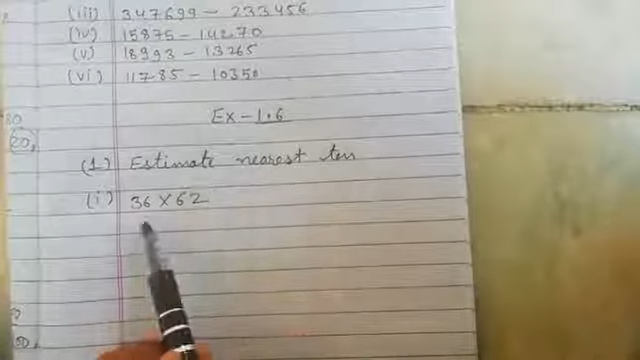 (iii) 347699 - 233456
(iv) 15875 - 14270
(v) 18993 - 13265
(vi) 11785 - 10350
Ex - 1.6
20,
(1) Estimate nearest ten
(i) 36 × 62